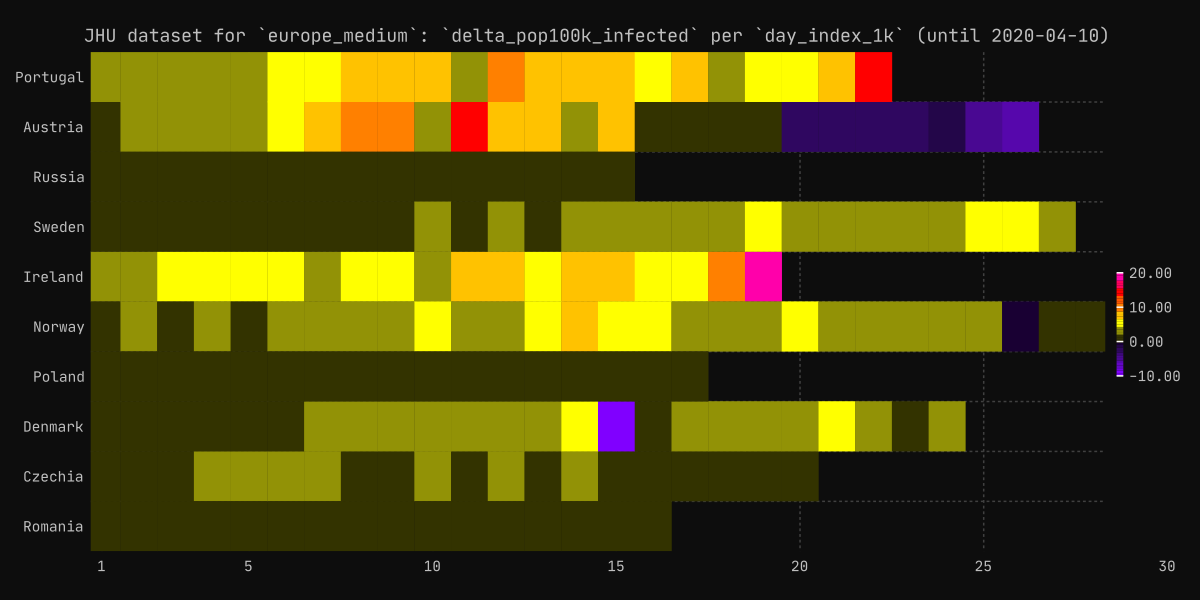 JHU dataset for `europe_medium`: `delta_pop100k_infected` per `day_index_1k` (until 2020-04-10)
Portugal
Austria
Russia
Sweden
Ireland
Norway
Poland
Denmark
Czechia
Romania
20.00
10.00
0.00
-10.00
1 5 10 15 20 25 30